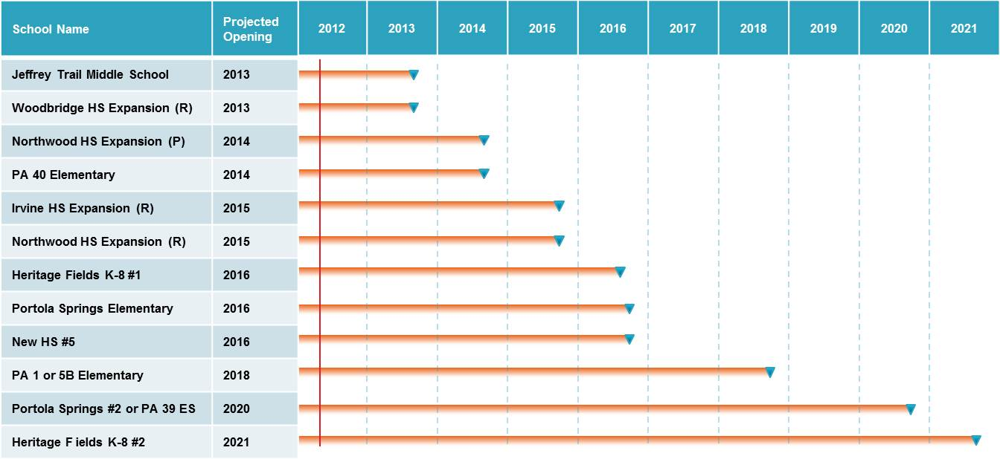 School Name Projected Opening 2012 2013 2014 2015 2016 2017 2018 2019 2020 2021
Jeffrey Trail Middle School 2013
Woodbridge HS Expansion (R) 2013
Northwood HS Expansion (P) 2014
PA 40 Elementary 2014
Irvine HS Expansion (R) 2015
Northwood HS Expansion (R) 2015
Heritage Fields K-8 #1 2016
Portola Springs Elementary 2016
New HS #5 2016
PA 1 or 5B Elementary 2018
Portola Springs #2 or PA 39 ES 2020
Heritage F ields K-8 #2 2021